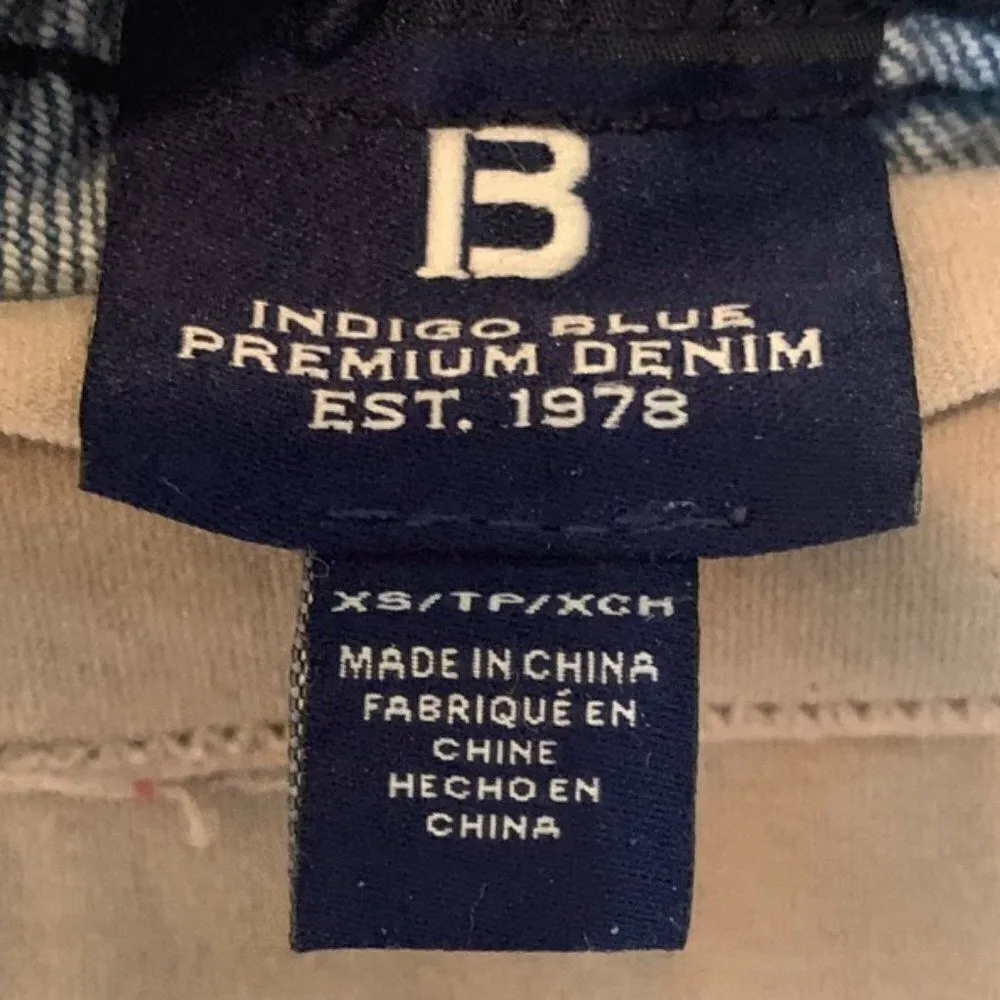 B
INDIGO BLUE
PREMIUM DENIM
EST. 1978
XS/TP/XCH
MADE IN CHINA
FABRIQUÉ EN
CHINE
HECHO EN
CHINA